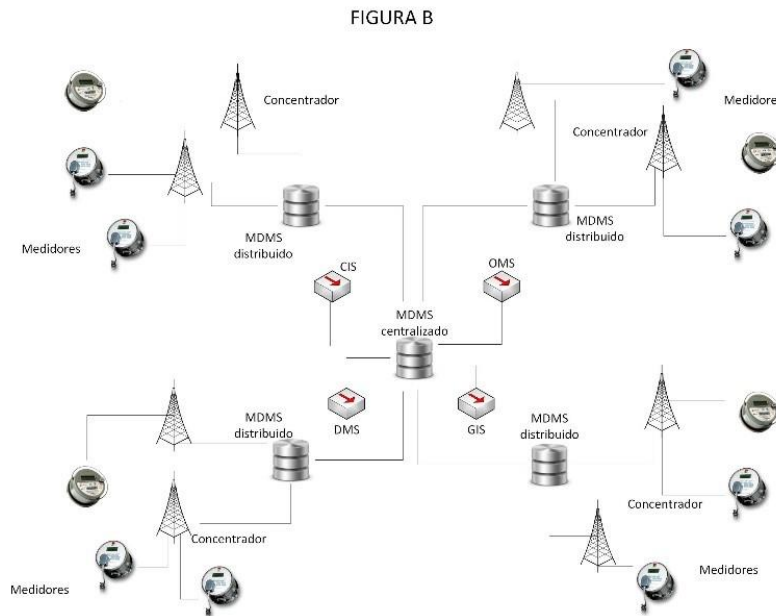 FIGURA B
Concentrador
Medidores
Concentrador
MDMS
distribuido
MDMS
distribuido
Medidores
CIS
OMS
MDMS
centralizado
MDMS
distribuido
DMS
GIS
MDMS
distribuido
Concentrador
Concentrador
Medidores
Medidores